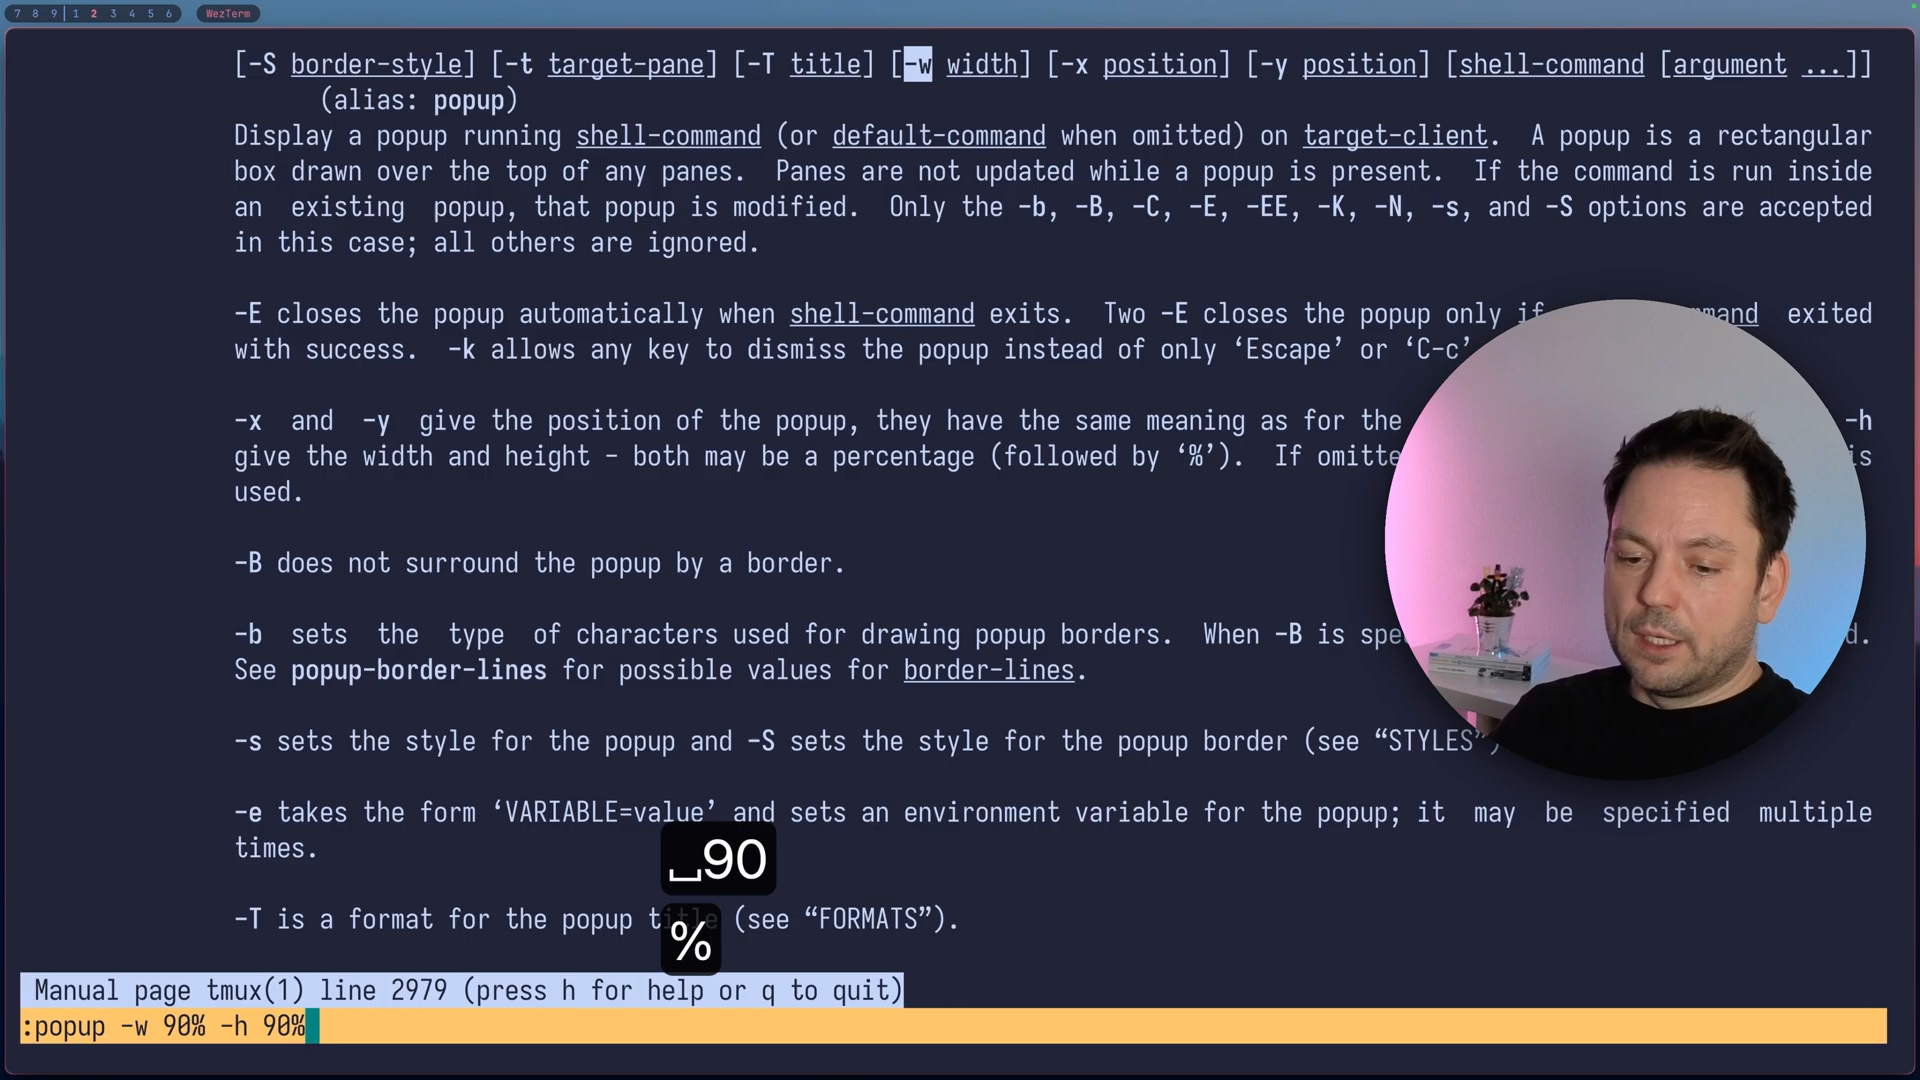 7 8 9 | 1 2 3 4 5 6 WezTerm
[-S border-style] [-t target-pane] [-T title] [-w width] [-x position] [-y position] [shell-command [argument ...]]
(alias: popup)
Display a popup running shell-command (or default-command when omitted) on target-client. A popup is a rectangular
box drawn over the top of any panes. Panes are not updated while a popup is present. If the command is run inside
an existing popup, that popup is modified. Only the -b, -B, -C, -E, -EE, -K, -N, -s, and -S options are accepted
in this case; all others are ignored.
-E closes the popup automatically when shell-command exits. Two -E closes the popup only if exited
with success. -k allows any key to dismiss the popup instead of only ‘Escape’ or ‘C-c’
-x and -y give the position of the popup, they have the same meaning as for the -h
give the width and height - both may be a percentage (followed by ‘%’). If is
used.
-B does not surround the popup by a border.
-b sets the type of characters used for drawing popup borders. When -B is
See popup-border-lines for possible values for border-lines.
-s sets the style for the popup and -S sets the style for the popup border (see “STYLES”)
-e takes the form ‘VARIABLE=value’ and sets an environment variable for the popup; it may be specified multiple
times.
␣90
-T is a format for the popup title (see “FORMATS”).
%
Manual page tmux(1) line 2979 (press h for help or q to quit)
:popup -w 90% -h 90%